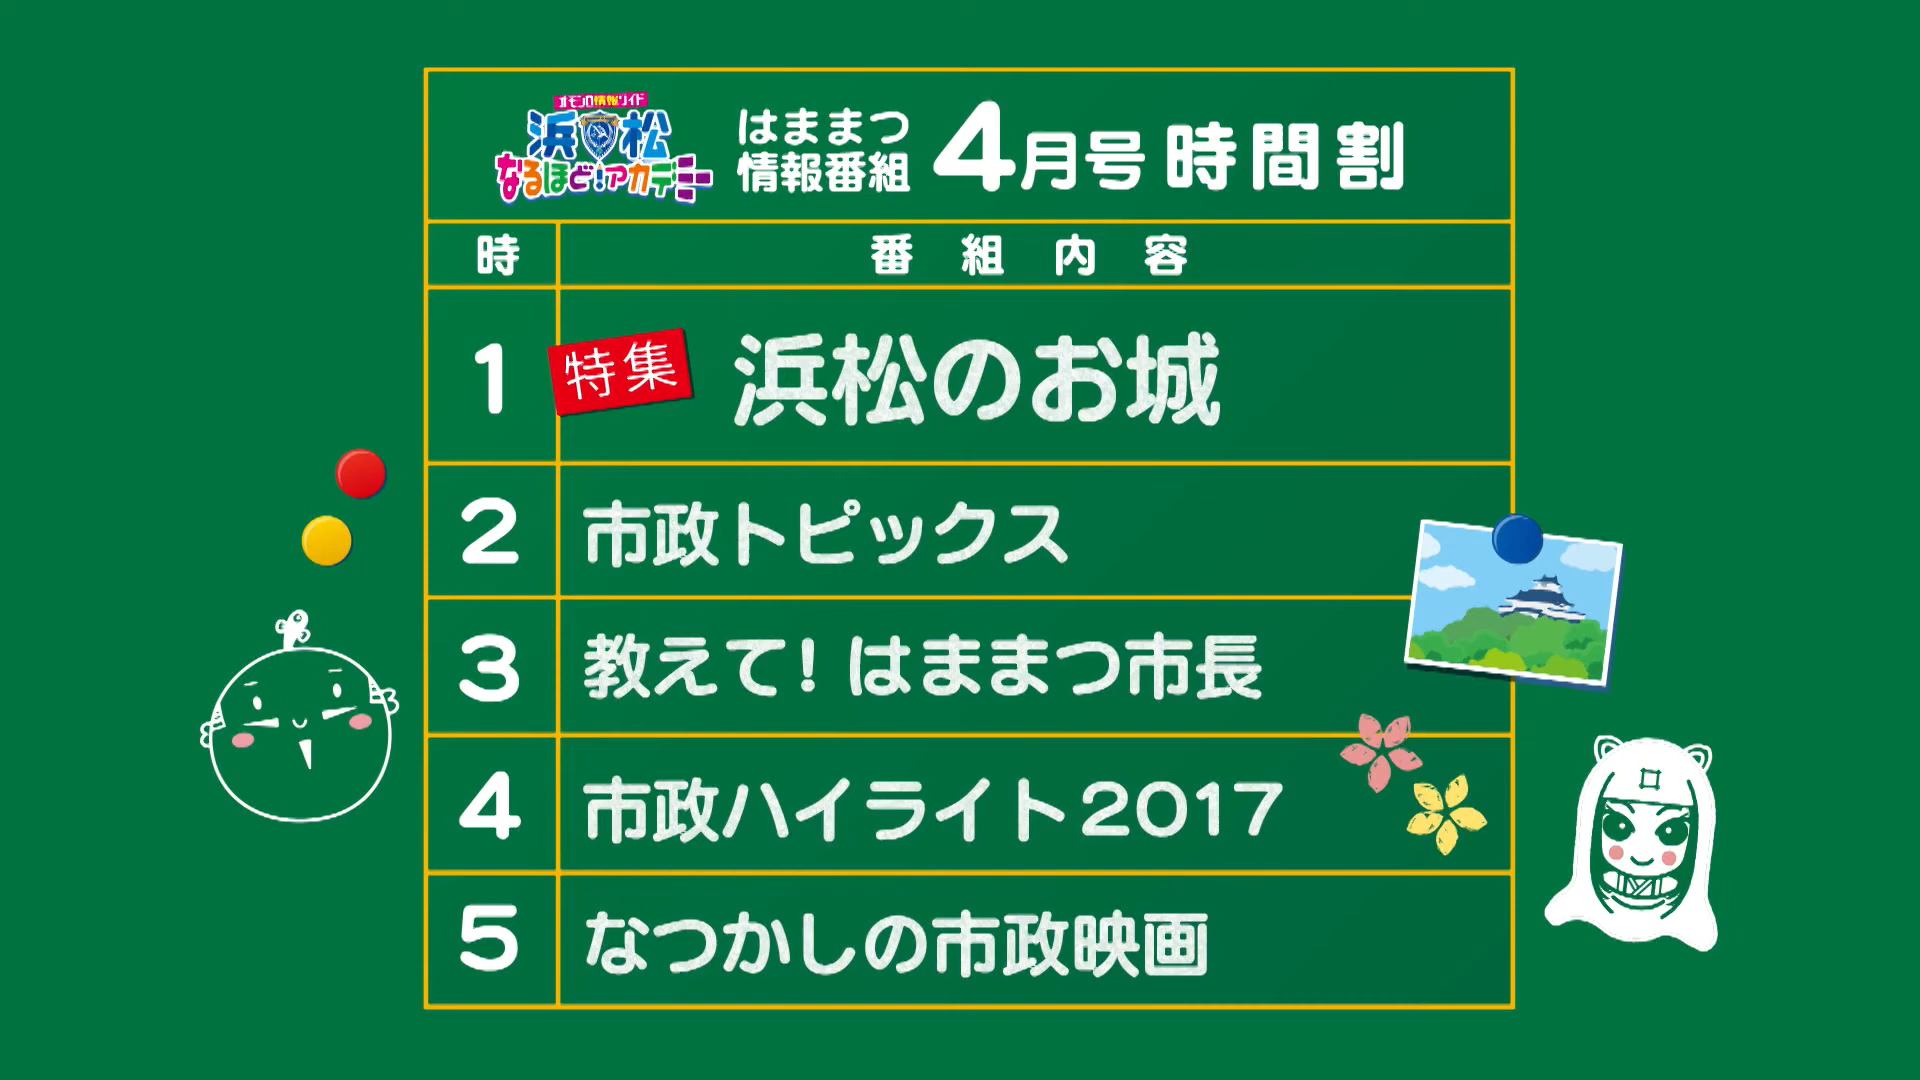 オモシロ情報ワイド
浜松
なるほど!アカデミー
はままつ
情報番組
4月号 時間割
時 番組内容
1 特集 浜松のお城
2 市政トピックス
3 教えて! はままつ市長
4 市政ハイライト2017
5 なつかしの市政映画